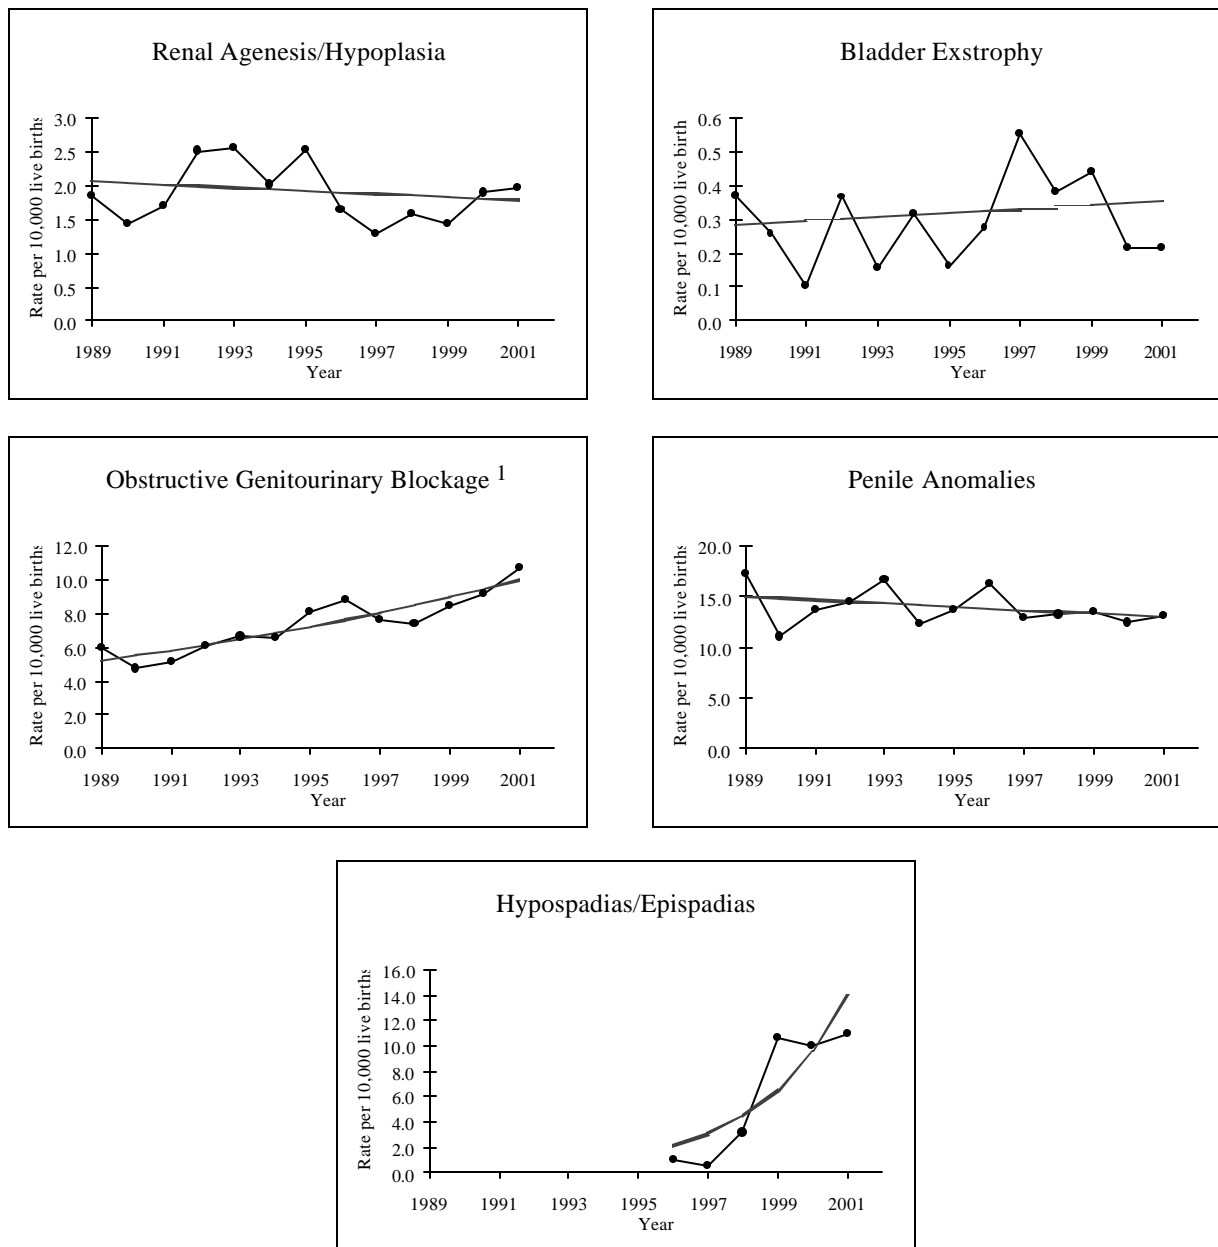 Renal Agenesis/Hypoplasia
Rate per 10,000 live births
3.0
2.5
2.0
1.5
1.0
0.5
0.0
1989 1991 1993 1995 1997 1999 2001
Year
Bladder Exstrophy
Rate per 10,000 live birth
0.6
0.5
0.4
0.3
0.2
0.1
0.0
1989 1991 1993 1995 1997 1999 2001
Year
Obstructive Genitourinary Blockage 1
Rate per 10,000 live births
12.0
10.0
8.0
6.0
4.0
2.0
0.0
1989 1991 1993 1995 1997 1999 2001
Year
Penile Anomalies
Rate per 10,000 live births
20.0
15.0
10.0
5.0
0.0
1989 1991 1993 1995 1997 1999 2001
Year
Hypospadias/Epispadias
Rate per 10,000 live births
16.0
14.0
12.0
10.0
8.0
6.0
4.0
2.0
0.0
1989 1991 1993 1995 1997 1999 2001
Year